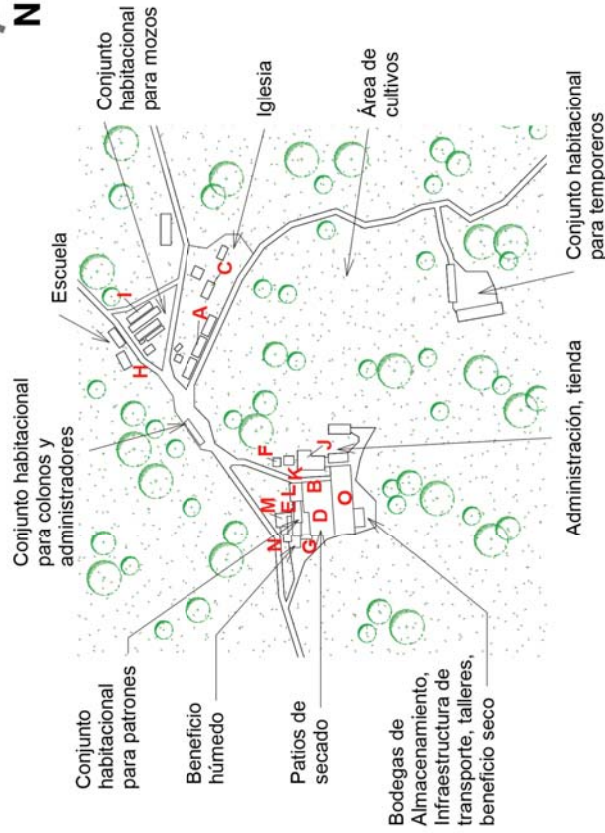 N
Conjunto
habitacional
para mozos
Iglesia
Área de
cultivos
Conjunto habitacional
para temporeros
Escuela
Conjunto habitacional
para colonos y
administradores
Administración, tienda
Conjunto
habitacional
para patrones
Beneficio
húmedo
Patios de
secado
Bodegas de
Almacenamiento,
Infraestructura de
transporte, talleres,
beneficio seco
I
H
A
C
F
K
J
M
L
E
B
N
D
O
G